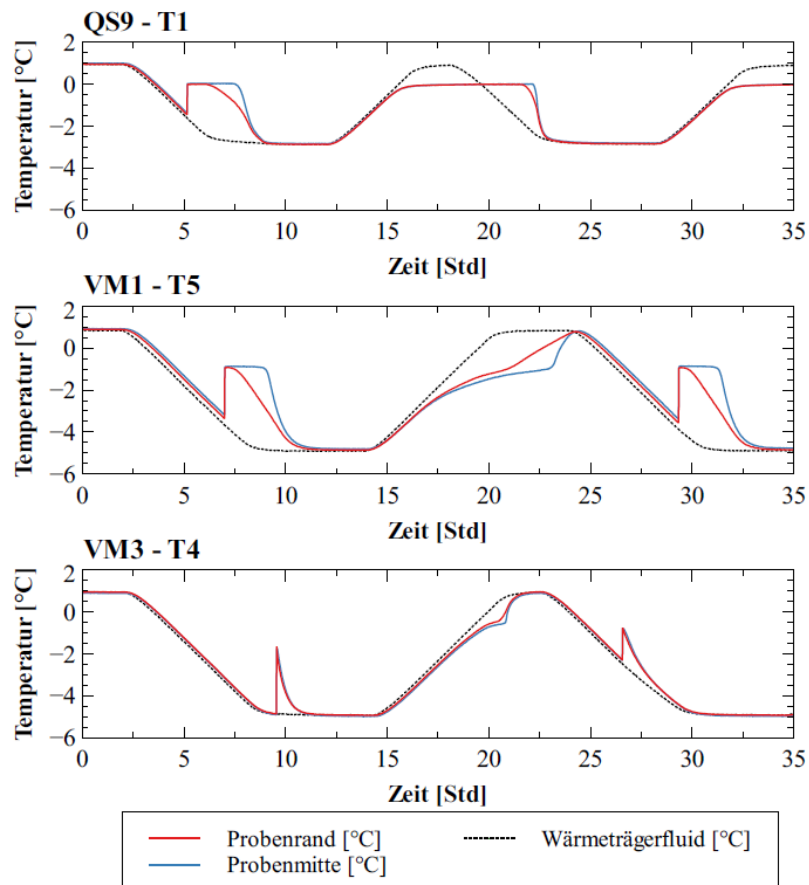 QS9 - T1
Temperatur [°C]
2
0
−2
−4
−6
0 5 10 15 20 25 30 35
Zeit [Std]
VM1 - T5
Temperatur [°C]
2
0
−2
−4
−6
0 5 10 15 20 25 30 35
Zeit [Std]
VM3 - T4
Temperatur [°C]
2
0
−2
−4
−6
0 5 10 15 20 25 30 35
Zeit [Std]
Probenrand [°C] Wärmeträgerfluid [°C]
Probenmitte [°C]